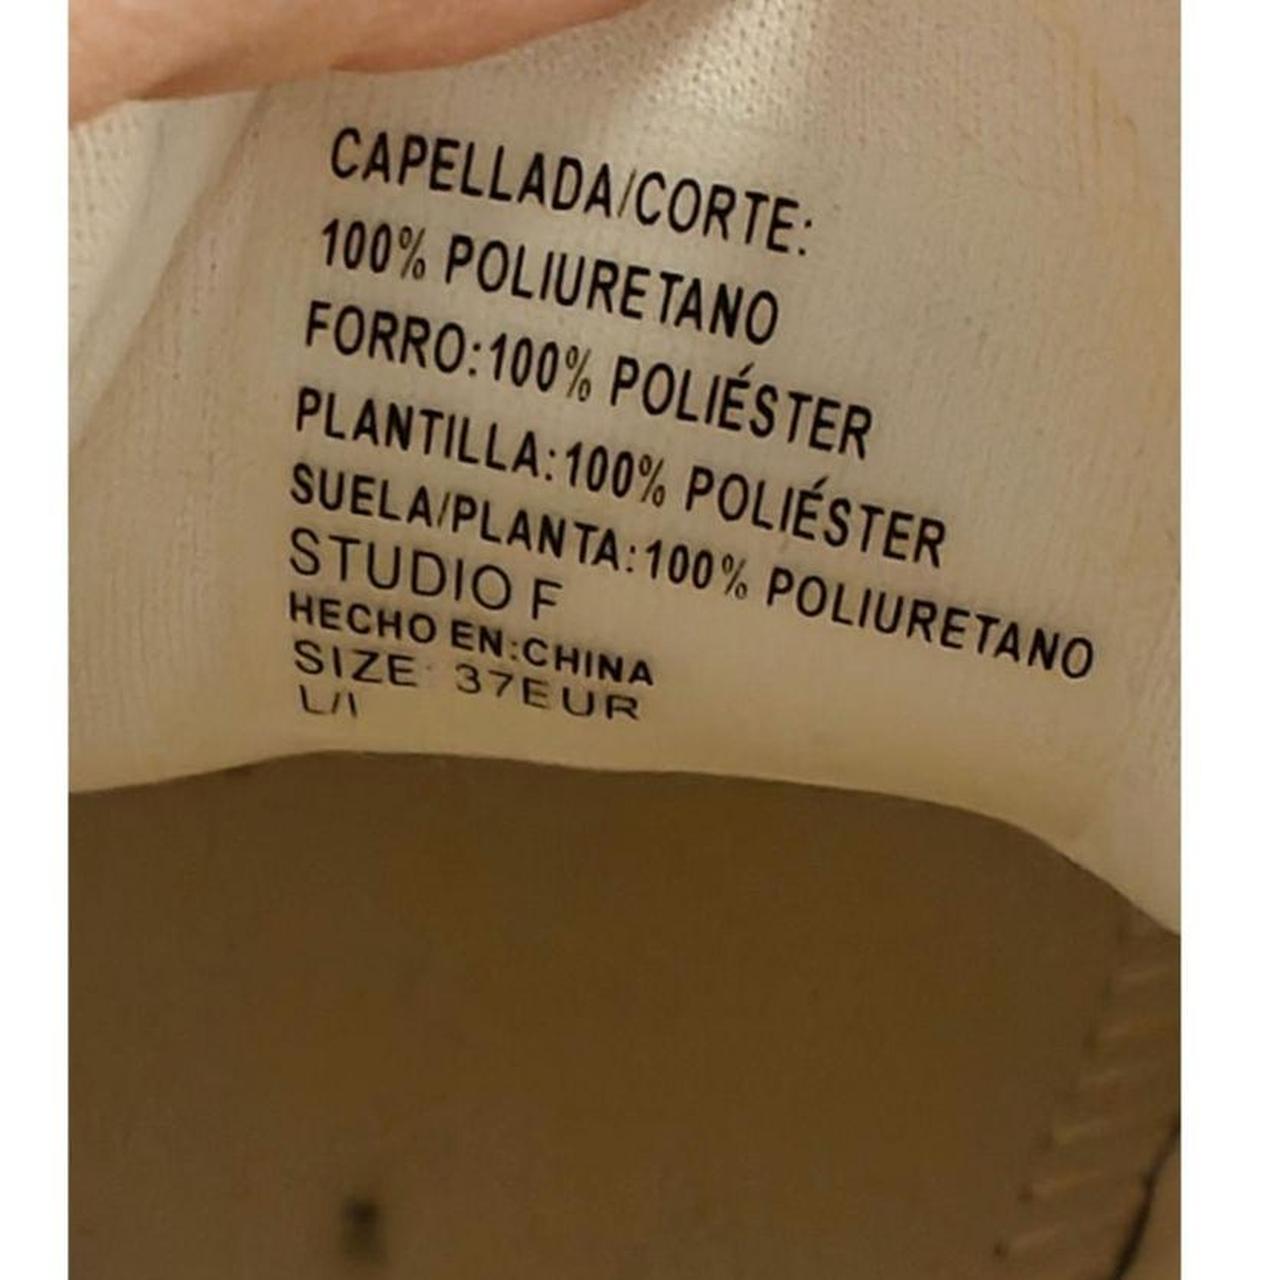 CAPELLADA/CORTE:
100% POLIURETANO
FORRO:100% POLIÉSTER
PLANTILLA:100% POLIÉSTER
SUELA/PLANTA:100% POLIURETANO
STUDIO F
HECHO EN:CHINA
SIZE: 37EUR
L/I